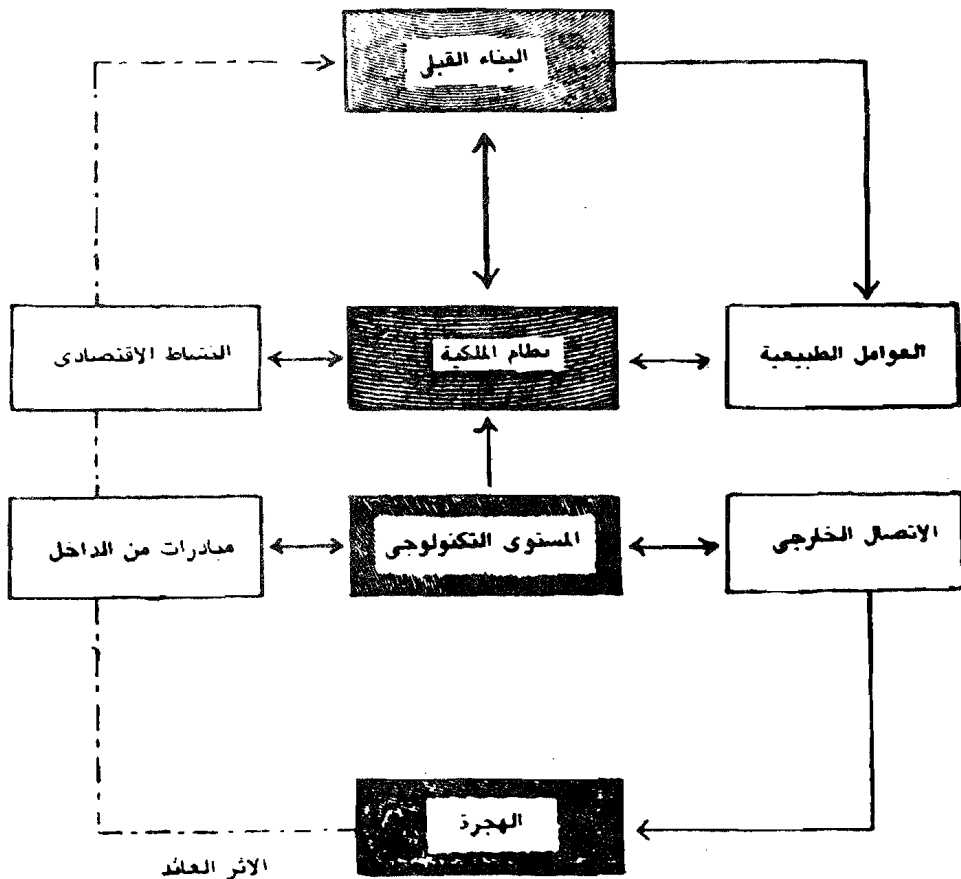 البناء القبلى
العوامل الطبيعية
نظام الملكية
النشاط الاقتصادى
الاتصال الخارجى
المستوى التكنولوجى
مبادرات من الداخل
الهجرة
الاثر العائد